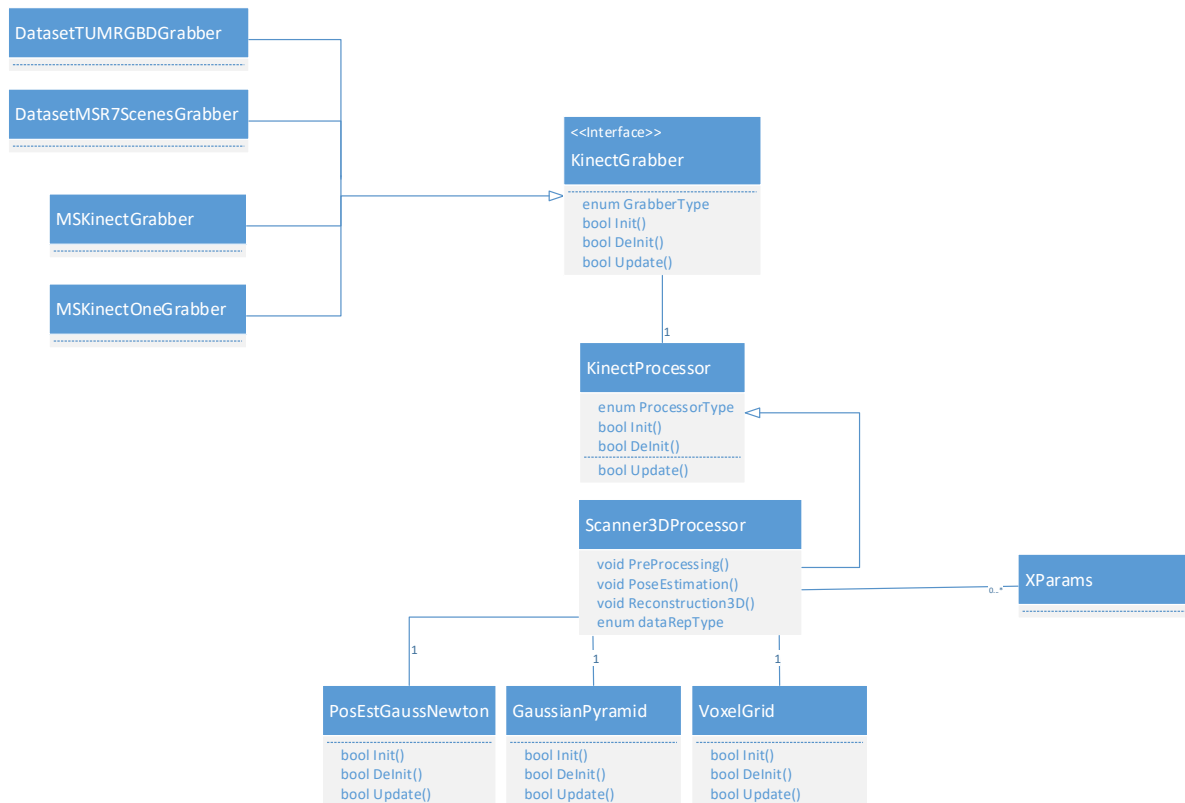 DatasetTUMRGBDGrabber
DatasetMSR7ScenesGrabber
MSKinectGrabber
MSKinectOneGrabber
<<Interface>>
KinectGrabber
enum GrabberType
bool Init()
bool DeInit()
bool Update()
1
KinectProcessor
enum ProcessorType
bool Init()
bool DeInit()
bool Update()
Scanner3DProcessor
void PreProcessing()
void PoseEstimation()
void Reconstruction3D()
enum dataRepType
0...*
XParams
1
1
1
PosEstGaussNewton
bool Init()
bool DeInit()
bool Update()
GaussianPyramid
bool Init()
bool DeInit()
bool Update()
VoxelGrid
bool Init()
bool DeInit()
bool Update()